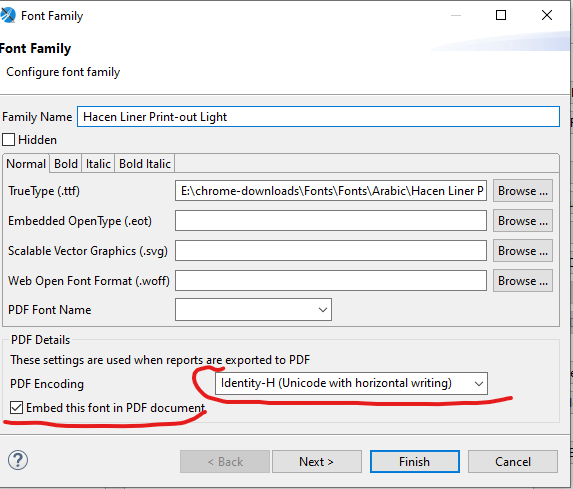 Font Family
Font Family
Configure font family
Family Name Hacen Liner Print-out Light
Hidden
Normal Bold Italic Bold Italic
TrueType (.ttf) E:\chrome-downloads\Fonts\Fonts\Arabic\Hacen Liner P Browse ...
Embedded OpenType (.eot) Browse ...
Scalable Vector Graphics (.svg) Browse ...
Web Open Font Format (.woff) Browse ...
PDF Font Name
PDF Details
These settings are used when reports are exported to PDF
PDF Encoding Identity-H (Unicode with horizontal writing)
Embed this font in PDF document
? < Back Next > Finish Cancel